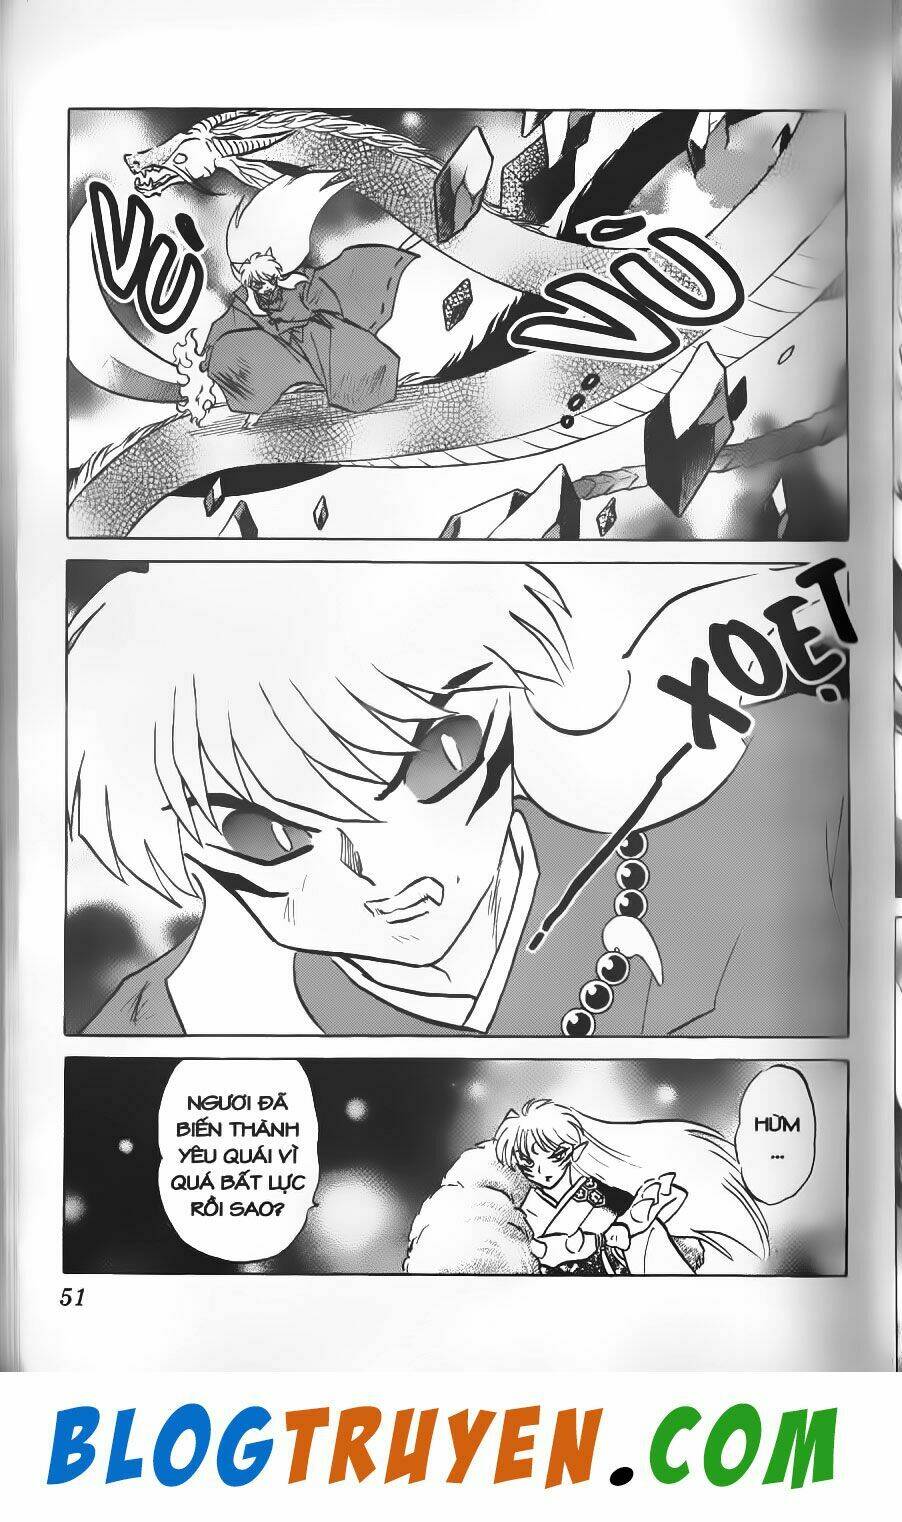 VÙ
VÙ
XOẸT
HỪM
...
NGƯƠI ĐÃ
BIẾN THÀNH
YÊU QUÁI VÌ
QUÁ BẤT LỰC
RỒI SAO?
51
BLOGTRUYEN.COM